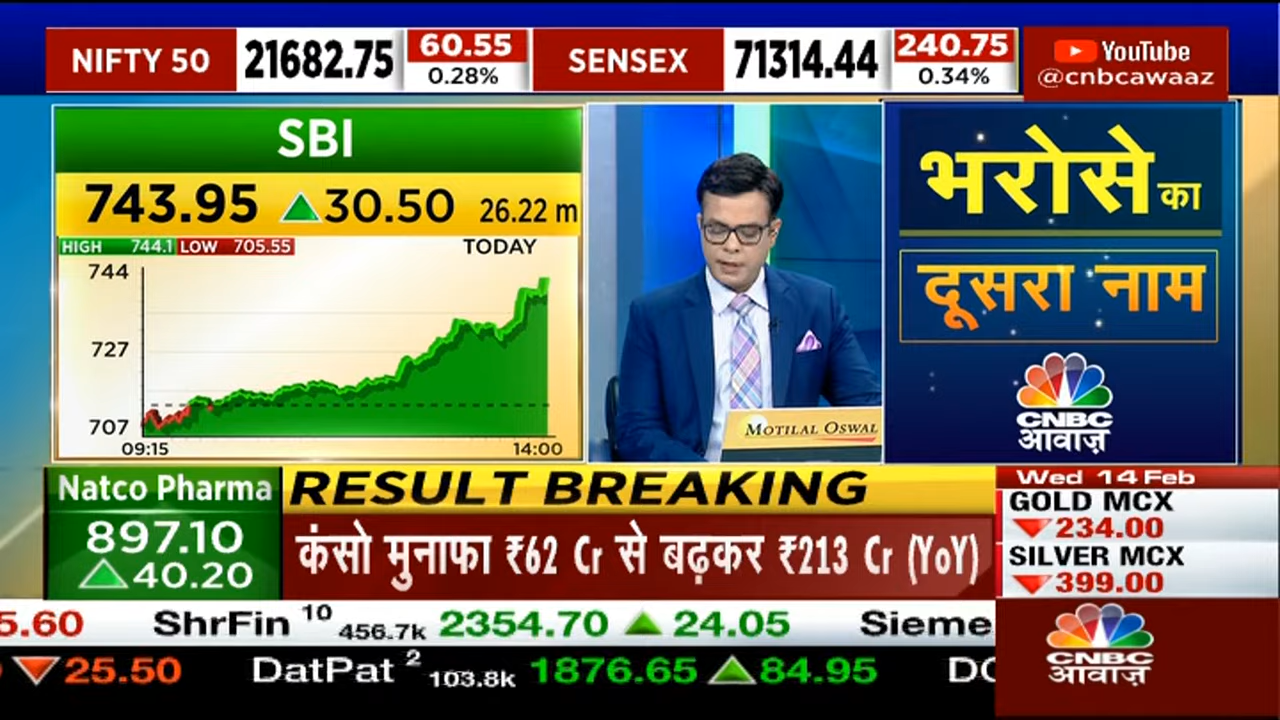 NIFTY 50 21682.75 60.55 0.28% SENSEX 71314.44 240.75 0.34% YouTube
@cnbcawaaz
SBI
743.95 30.50 26.22 m
HIGH 744.1 LOW 705.55 TODAY
744
727
707
09:15 14:00
MOTILAL OSWAL
भरोसे का
दूसरा नाम
CNBC
आवाज़
Natco Pharma
897.10
40.20
RESULT BREAKING
कंसो मुनाफा ₹62 Cr से बढ़कर ₹213 Cr (YoY)
Wed 14 Feb
GOLD MCX
234.00
SILVER MCX
399.00
5.60 ShrFin 10 456.7k 2354.70 24.05 Sieme
25.50 DatPat 2 103.8k 1876.65 84.95
CNBC
आवाज़